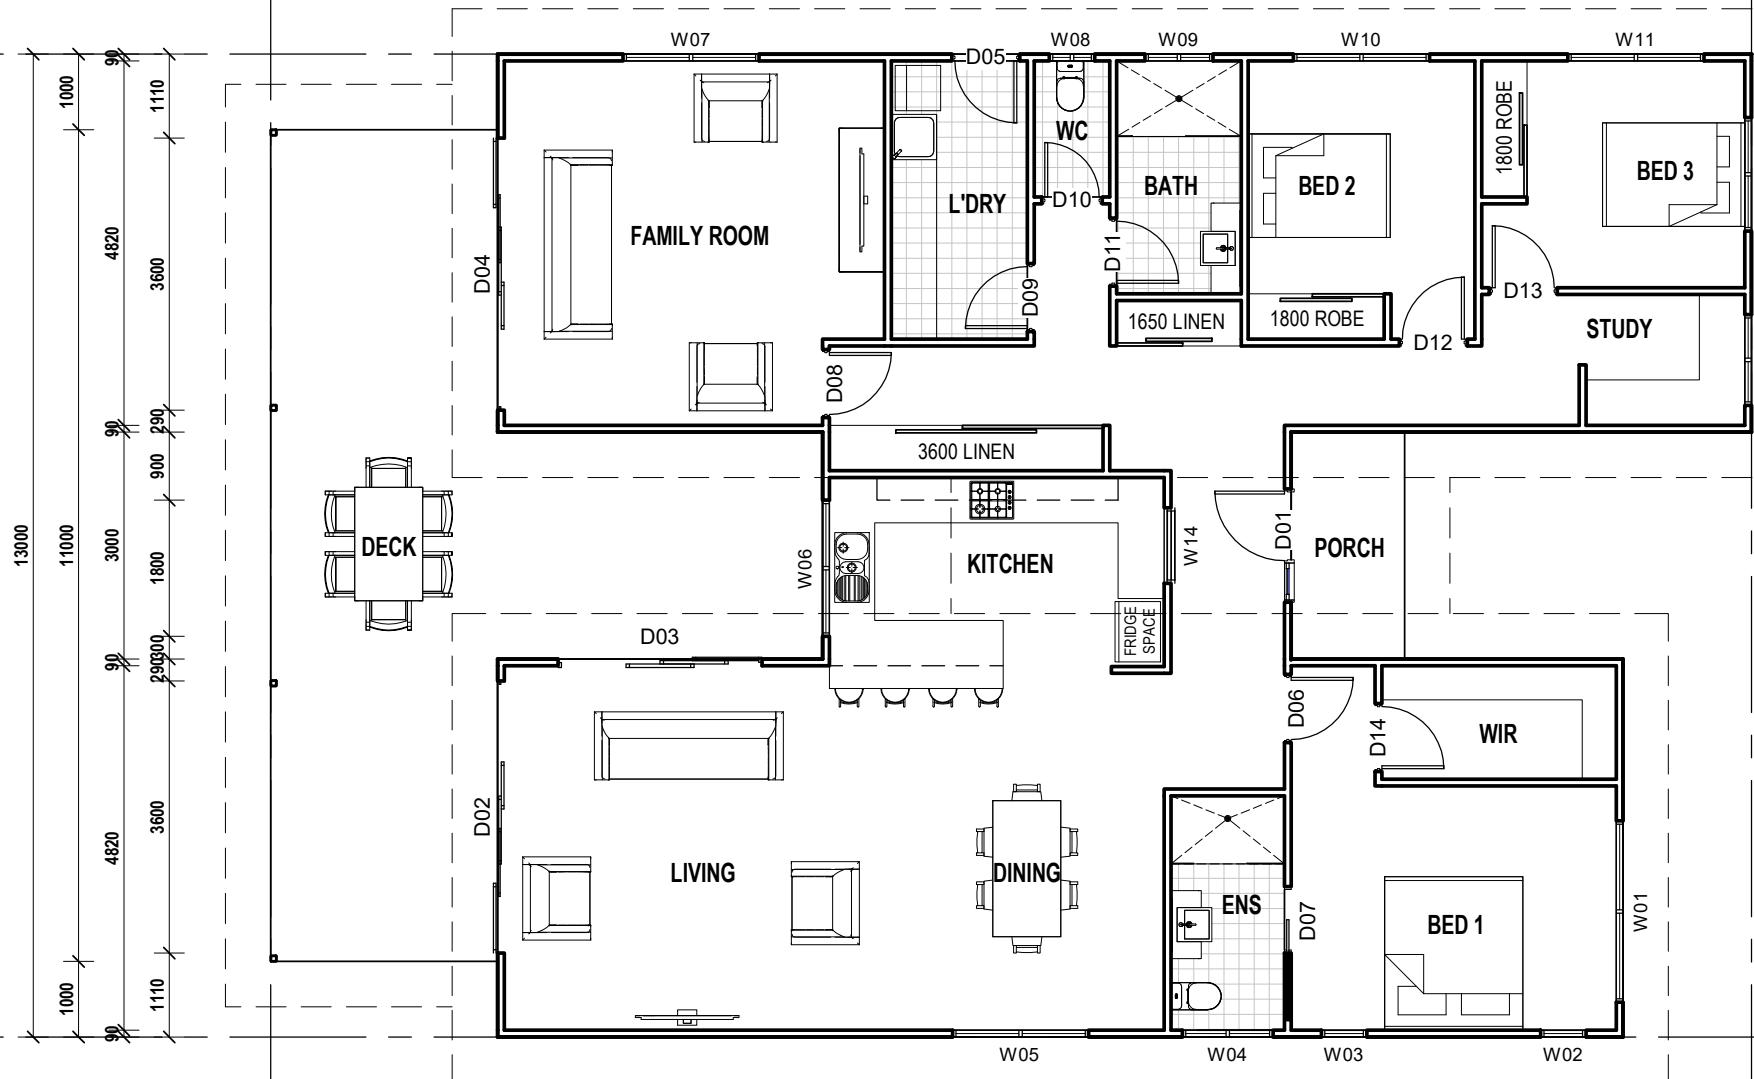 W07
D05
W08
W09
W10
W11
90
1000
1110
4820
3600
90
290
900
13000
11000
3000
1800
90
290
300
4820
3600
1000
1110
90
FAMILY ROOM
D04
L'DRY
WC
D10
BATH
D11
D09
BED 2
BED 3
1800 ROBE
1650 LINEN
1800 ROBE
D12
D13
STUDY
D08
3600 LINEN
DECK
W06
KITCHEN
W14
D01
PORCH
FRIDGE
SPACE
D03
D06
D14
WIR
D02
LIVING
DINING
ENS
D07
BED 1
W01
W05
W04
W03
W02